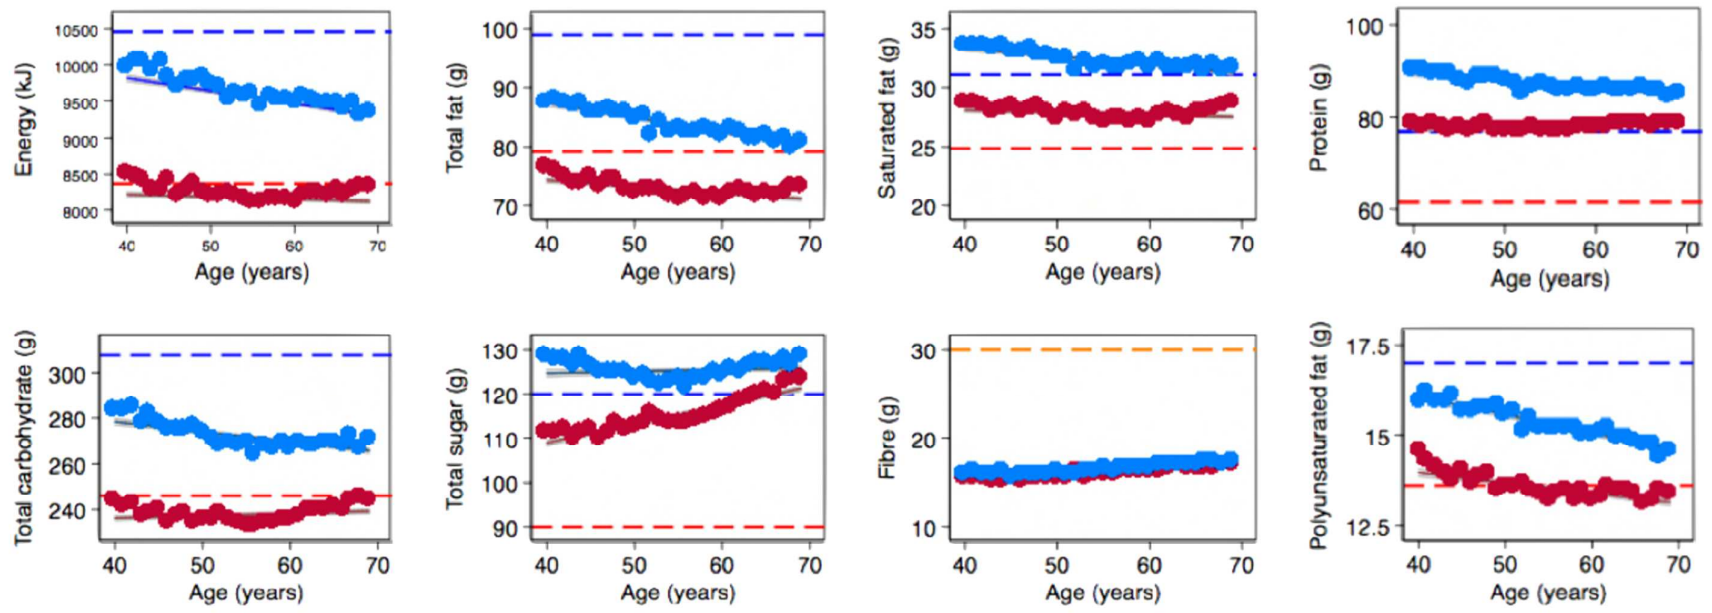 Energy (kJ)
10500
10000
9500
9000
8500
8000
40 50 60 70
Age (years)
Total fat (g)
100
90
80
70
40 50 60 70
Age (years)
Saturated fat (g)
35
30
25
20
40 50 60 70
Age (years)
Protein (g)
100
80
60
40 50 60 70
Age (years)
Total carbohydrate (g)
300
280
260
240
40 50 60 70
Age (years)
Total sugar (g)
130
120
110
100
90
40 50 60 70
Age (years)
Fibre (g)
30
20
10
40 50 60 70
Age (years)
Polyunsaturated fat (g)
17.5
15
12.5
40 50 60 70
Age (years)